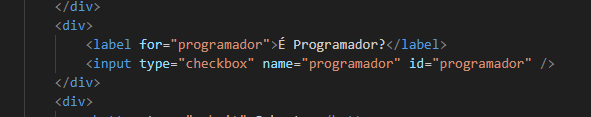 </div>
<div>
<label for="programador">É Programador?</label>
<input type="checkbox" name="programador" id="programador" />
</div>
<div>